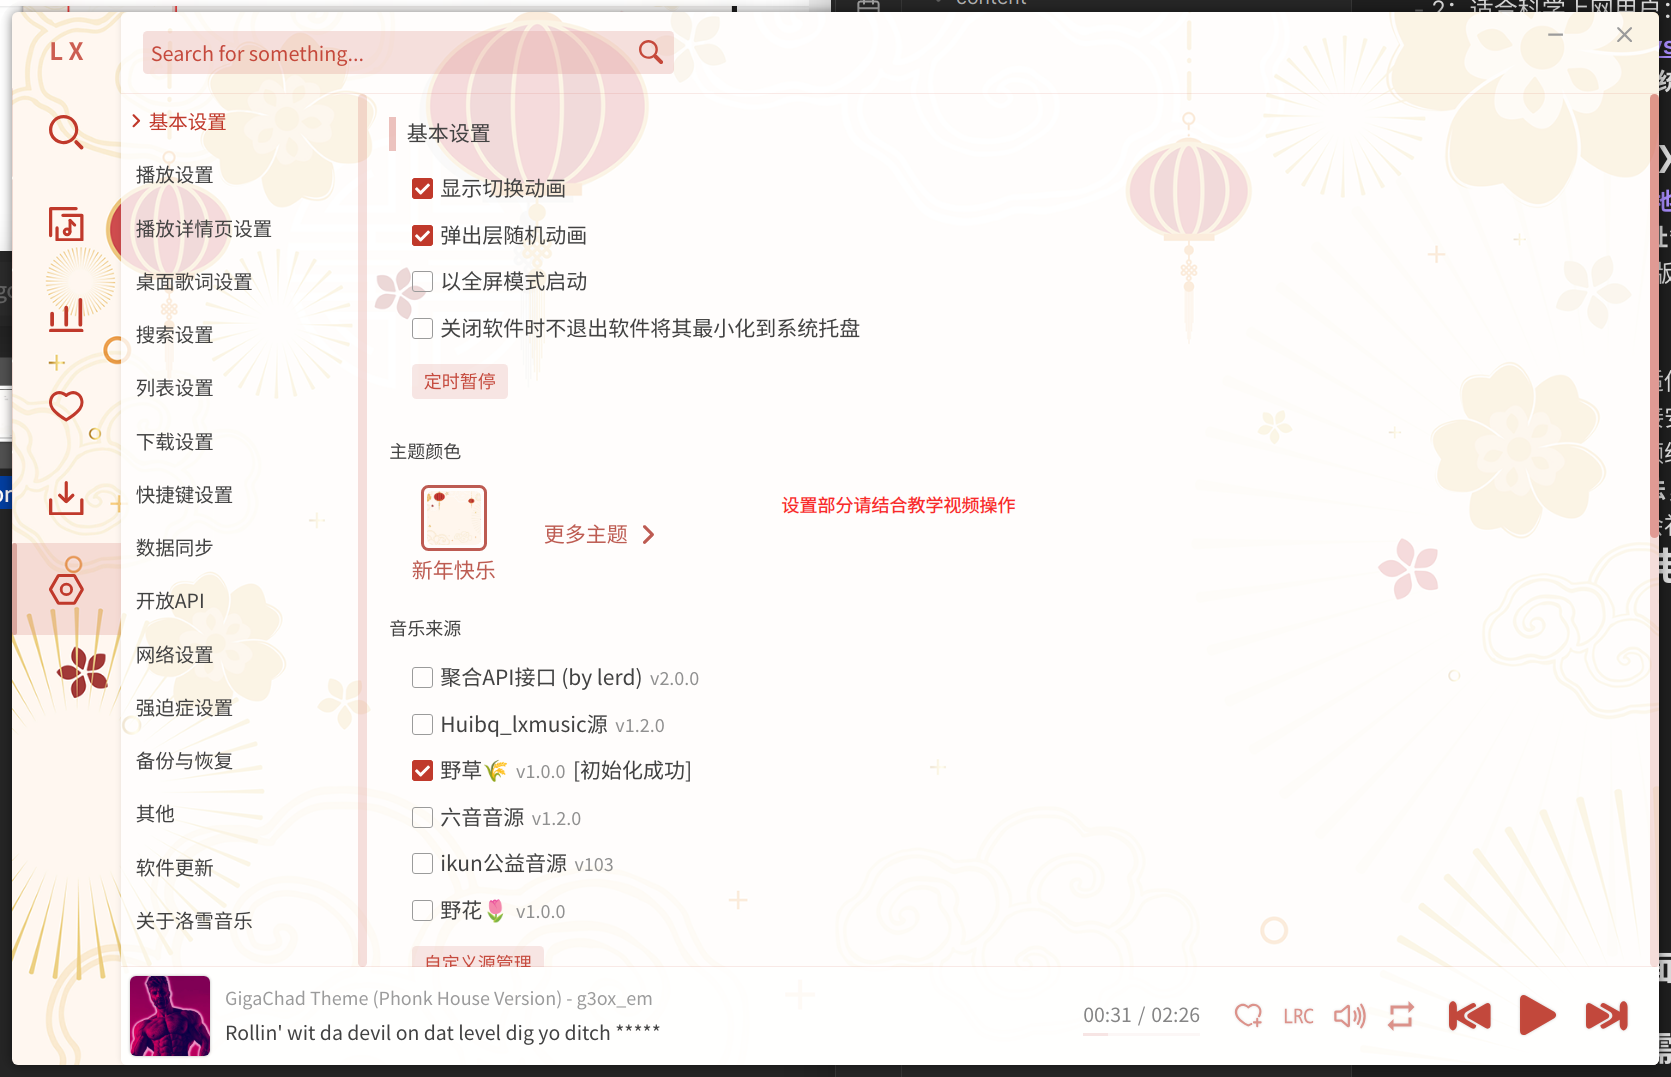 content
2：适合科学上网用户：
LX
Search for something...
基本设置
播放设置
播放详情页设置
桌面歌词设置
搜索设置
列表设置
下载设置
快捷键设置
数据同步
开放API
网络设置
强迫症设置
备份与恢复
其他
软件更新
关于洛雪音乐
基本设置
显示切换动画
弹出层随机动画
以全屏模式启动
关闭软件时不退出软件将其最小化到系统托盘
定时暂停
主题颜色
新年快乐
更多主题
设置部分请结合教学视频操作
音乐来源
聚合API接口 (by lerd) v2.0.0
Huibq_lxmusic源 v1.2.0
野草🌾 v1.0.0 [初始化成功]
六音音源 v1.2.0
ikun公益音源 v103
野花🌷 v1.0.0
自定义源管理
GigaChad Theme (Phonk House Version) - g3ox_em
Rollin' wit da devil on dat level dig yo ditch *****
00:31 / 02:26
LRC